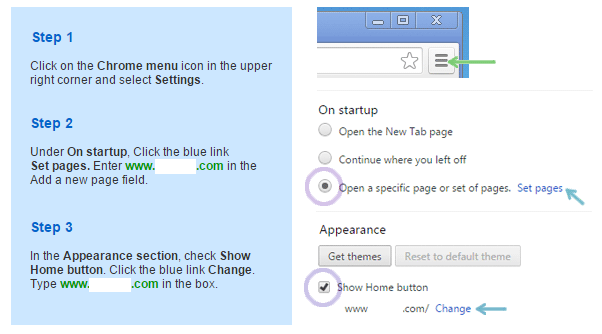 Step 1
Click on the Chrome menu icon in the upper
right corner and select Settings.
Step 2
Under On startup, Click the blue link
Set pages. Enter www. .com in the
Add a new page field.
Step 3
In the Appearance section, check Show
Home button. Click the blue link Change.
Type www. .com in the box.
On startup
Open the New Tab page
Continue where you left off
Open a specific page or set of pages. Set pages
Appearance
Get themes Reset to default theme
Show Home button
www .com/ Change